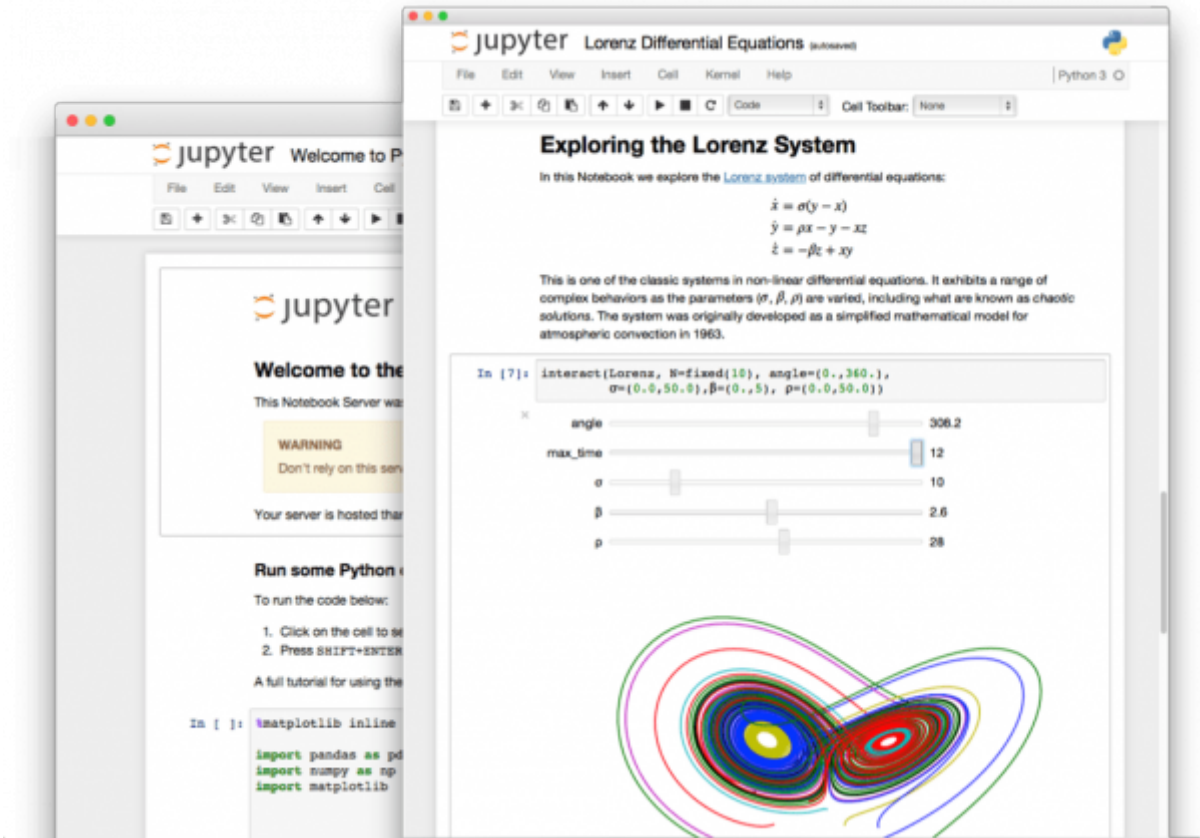 jupyter Lorenz Differential Equations (autosaved)
File Edit View Insert Cell Kernel Help
Python 3
Code
Cell Toolbar: None
Exploring the Lorenz System
In this Notebook we explore the Lorenz system of differential equations:
ẋ = σ(y − x)
ẏ = ρx − y − xz
ż = −βz + xy
This is one of the classic systems in non-linear differential equations. It exhibits a range of
complex behaviors as the parameters (σ, β, ρ) are varied, including what are known as chaotic
solutions. The system was originally developed as a simplified mathematical model for
atmospheric convection in 1963.
In [7]: interact(Lorenz, N=fixed(10), angle=(0.,360.),
σ=(0.0,50.0),β=(0.,5), ρ=(0.0,50.0))
angle 308.2
max_time 12
σ 10
β 2.6
ρ 28
jupyter Welcome to P
File Edit View Insert Cell
jupyter
Welcome to the
This Notebook Server was
WARNING
Don't rely on this serv
Your server is hosted than
Run some Python
To run the code below:
1. Click on the cell to se
2. Press SHIFT+ENTER
A full tutorial for using the
In [ ]: %matplotlib inline
import pandas as pd
import numpy as np
import matplotlib